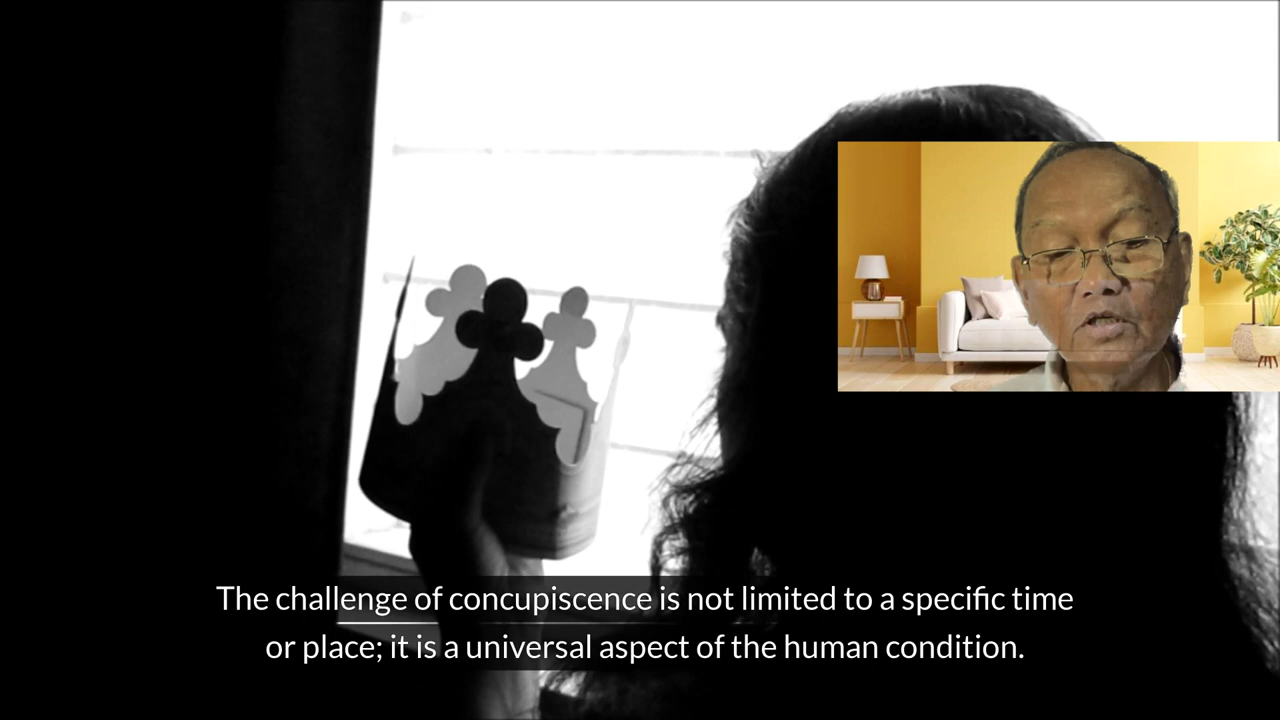 The challenge of concupiscence is not limited to a specific time
or place; it is a universal aspect of the human condition.